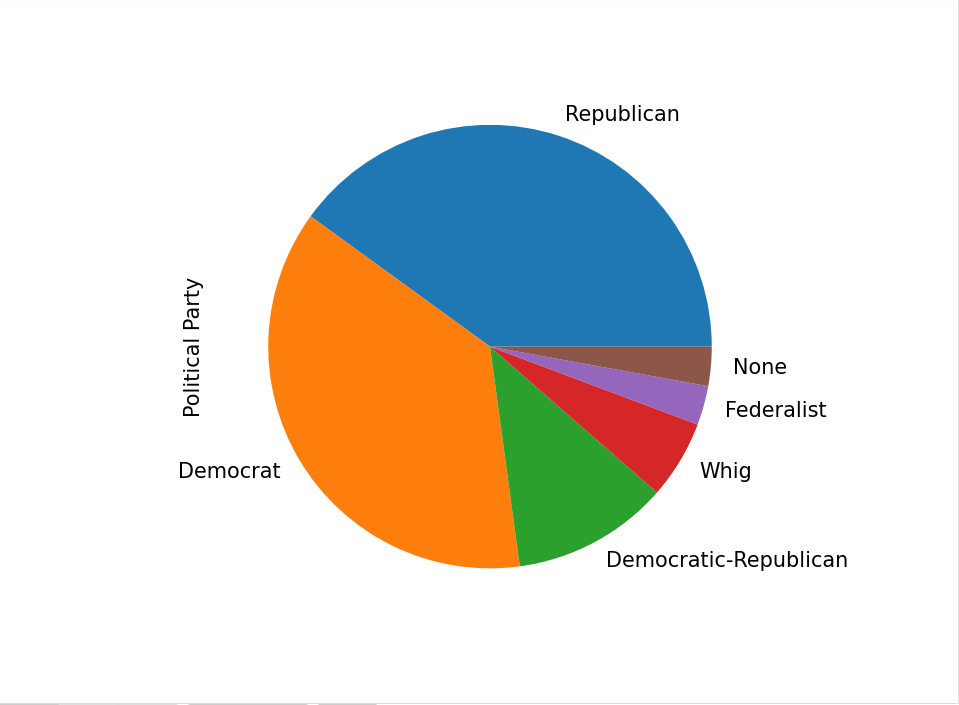 Republican
Political Party
None
Federalist
Democrat
Whig
Democratic-Republican